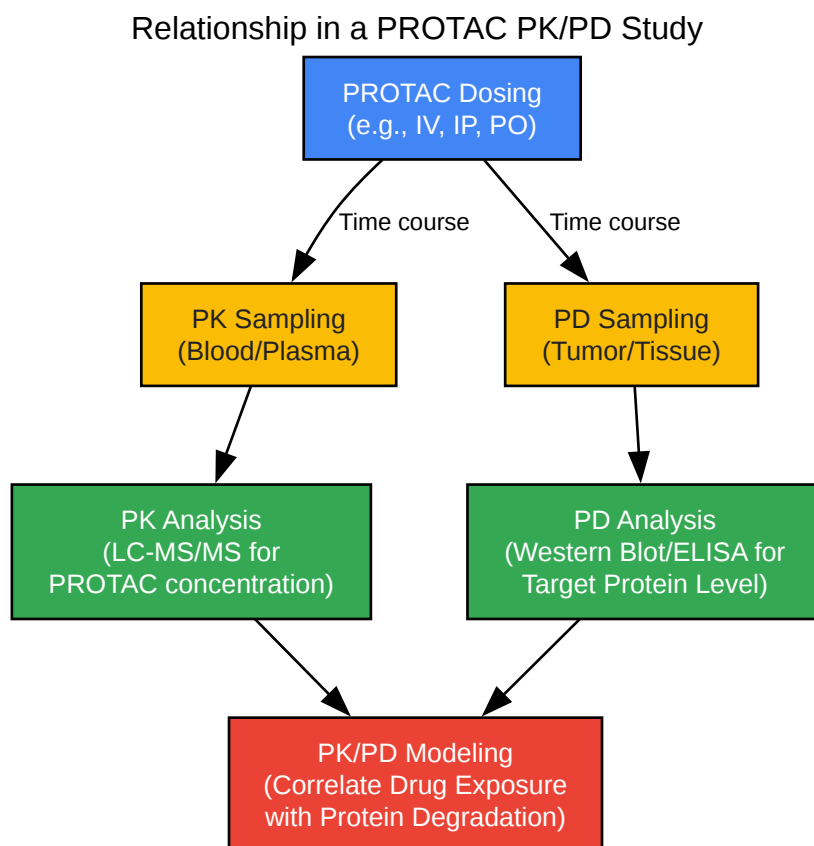 Relationship in a PROTAC PK/PD Study
PROTAC Dosing
(e.g., IV, IP, PO)
Time course
Time course
PK Sampling
(Blood/Plasma)
PD Sampling
(Tumor/Tissue)
PK Analysis
(LC-MS/MS for
PROTAC concentration)
PD Analysis
(Western Blot/ELISA for
Target Protein Level)
PK/PD Modeling
(Correlate Drug Exposure
with Protein Degradation)